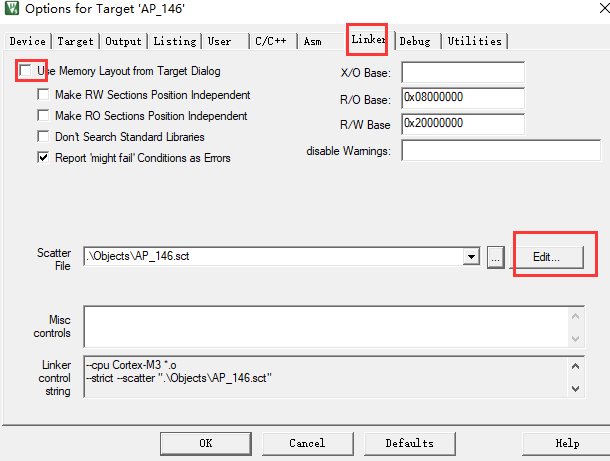 Options for Target 'AP_146'
Device Target Output Listing User C/C++ Asm Linker Debug Utilities
Use Memory Layout from Target Dialog
X/O Base:
Make RW Sections Position Independent
R/O Base: 0x08000000
Make RO Sections Position Independent
R/W Base 0x20000000
Don't Search Standard Libraries
disable Warnings:
Report 'might fail' Conditions as Errors
Scatter
File
.\Objects\AP_146.sct
...
Edit...
Misc
controls
Linker
control
string
--cpu Cortex-M3 *.o
--strict --scatter ".\Objects\AP_146.sct"
OK Cancel Defaults Help